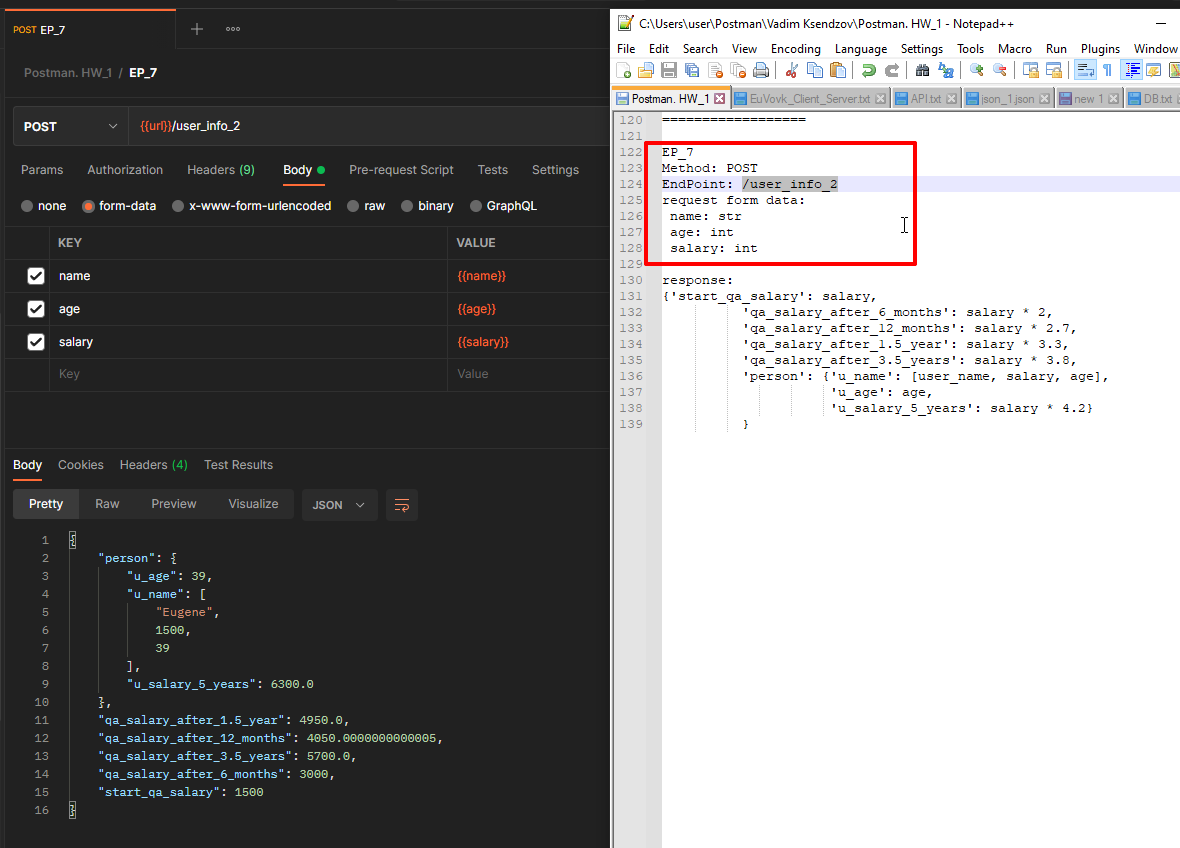 POST EP_7
Postman. HW_1 / EP_7
POST {{url}}/user_info_2
Params Authorization Headers (9) Body Pre-request Script Tests Settings
none form-data x-www-form-urlencoded raw binary GraphQL
KEY VALUE
name {{name}}
age {{age}}
salary {{salary}}
Key Value
Body Cookies Headers (4) Test Results
Pretty Raw Preview Visualize JSON
1 {
2 "person": {
3 "u_age": 39,
4 "u_name": [
5 "Eugene",
6 1500,
7 39
8 ],
9 "u_salary_5_years": 6300.0
10 },
11 "qa_salary_after_1.5_year": 4950.0,
12 "qa_salary_after_12_months": 4050.0000000000005,
13 "qa_salary_after_3.5_years": 5700.0,
14 "qa_salary_after_6_months": 3000,
15 "start_qa_salary": 1500
16 }
C:\Users\user\Postman\Vadim Ksendzov\Postman. HW_1 - Notepad++
File Edit Search View Encoding Language Settings Tools Macro Run Plugins Window
Postman. HW_1 EuVovk_Client_Server.txt API.txt json_1.json new 1 DB.txt
120 ==================
121
122 EP_7
123 Method: POST
124 EndPoint: /user_info_2
125 request form data:
126 name: str
127 age: int
128 salary: int
129
130 response:
131 {'start_qa_salary': salary,
132 'qa_salary_after_6_months': salary * 2,
133 'qa_salary_after_12_months': salary * 2.7,
134 'qa_salary_after_1.5_year': salary * 3.3,
135 'qa_salary_after_3.5_years': salary * 3.8,
136 'person': {'u_name': [user_name, salary, age],
137 'u_age': age,
138 'u_salary_5_years': salary * 4.2}
139 }